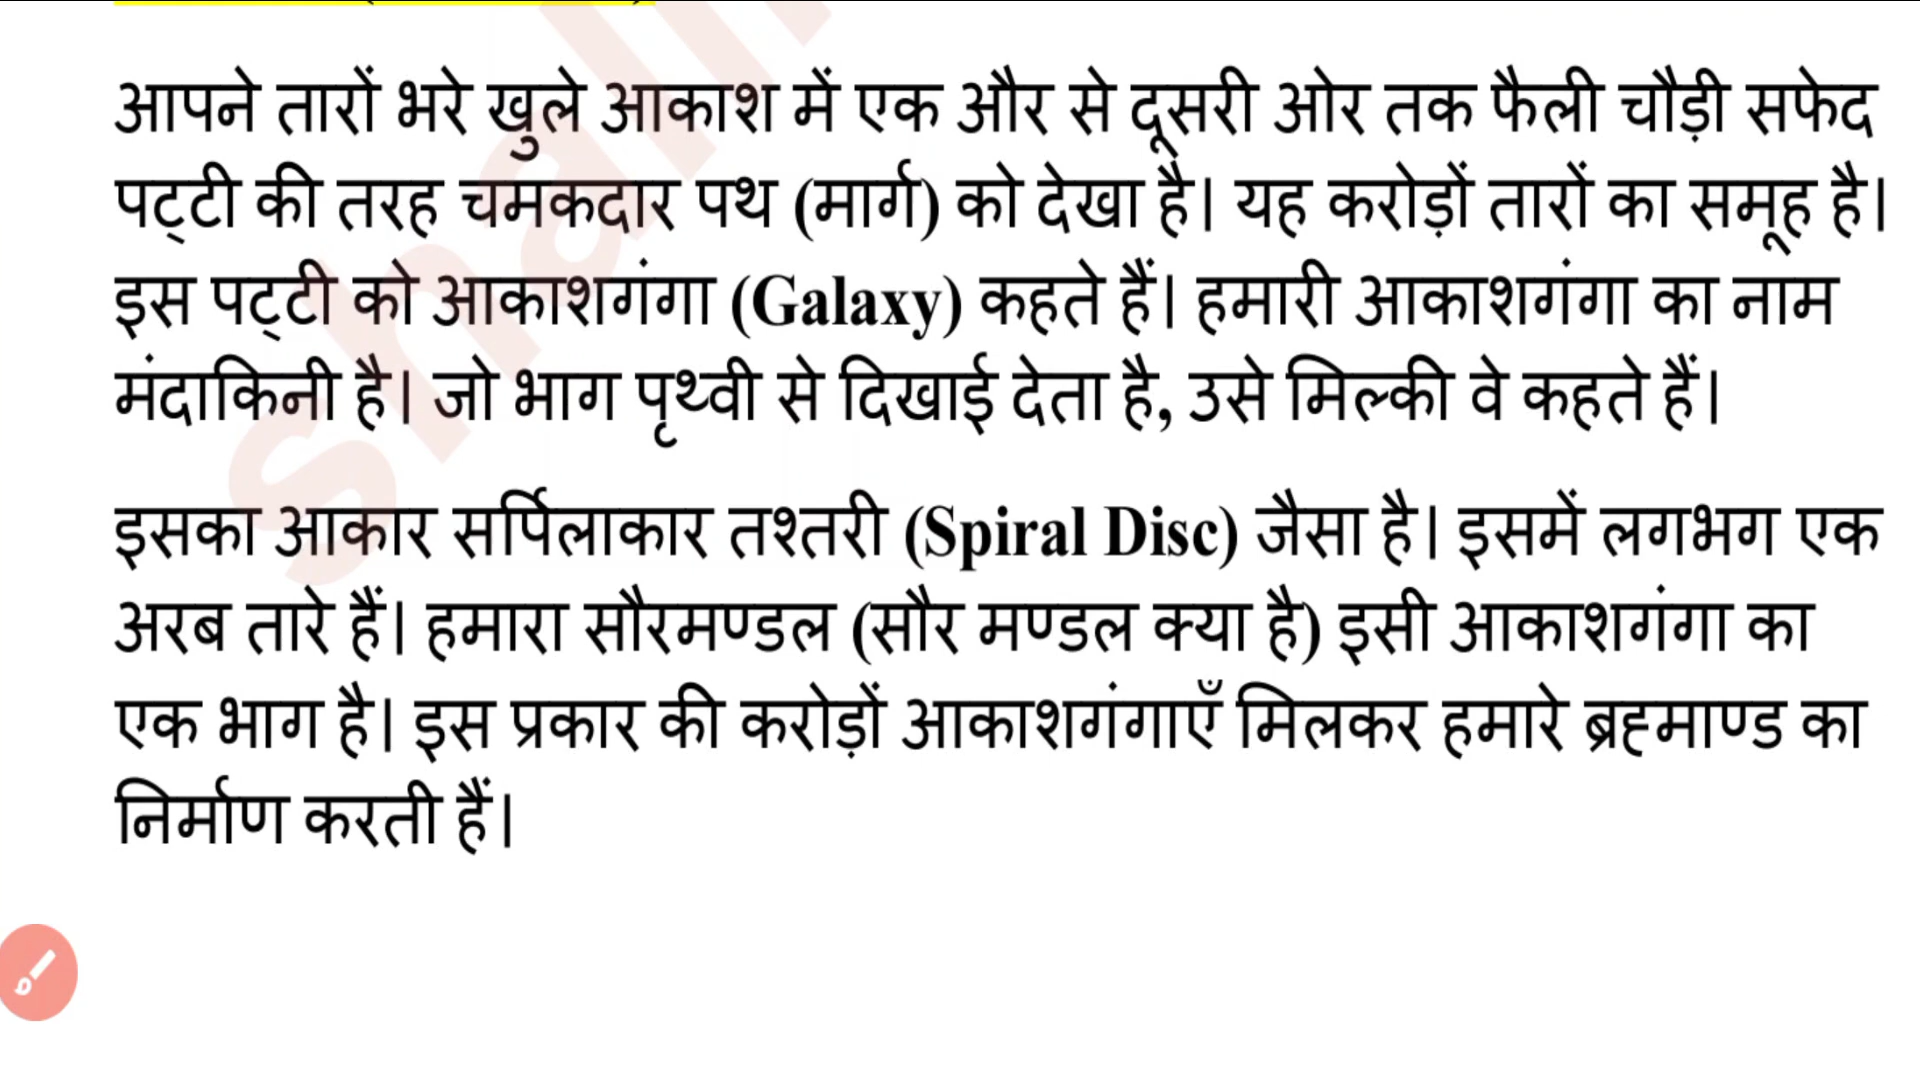 आपने तारों भरे खुले आकाश में एक और से दूसरी ओर तक फैली चौड़ी सफेद
पट्टी की तरह चमकदार पथ (मार्ग) को देखा है। यह करोड़ों तारों का समूह है।
इस पट्टी को आकाशगंगा (Galaxy) कहते हैं। हमारी आकाशगंगा का नाम
मंदाकिनी है। जो भाग पृथ्वी से दिखाई देता है, उसे मिल्की वे कहते हैं।
इसका आकार सर्पिलाकार तश्तरी (Spiral Disc) जैसा है। इसमें लगभग एक
अरब तारे हैं। हमारा सौरमण्डल (सौर मण्डल क्या है) इसी आकाशगंगा का
एक भाग है। इस प्रकार की करोड़ों आकाशगंगाएँ मिलकर हमारे ब्रह्माण्ड का
निर्माण करती हैं।